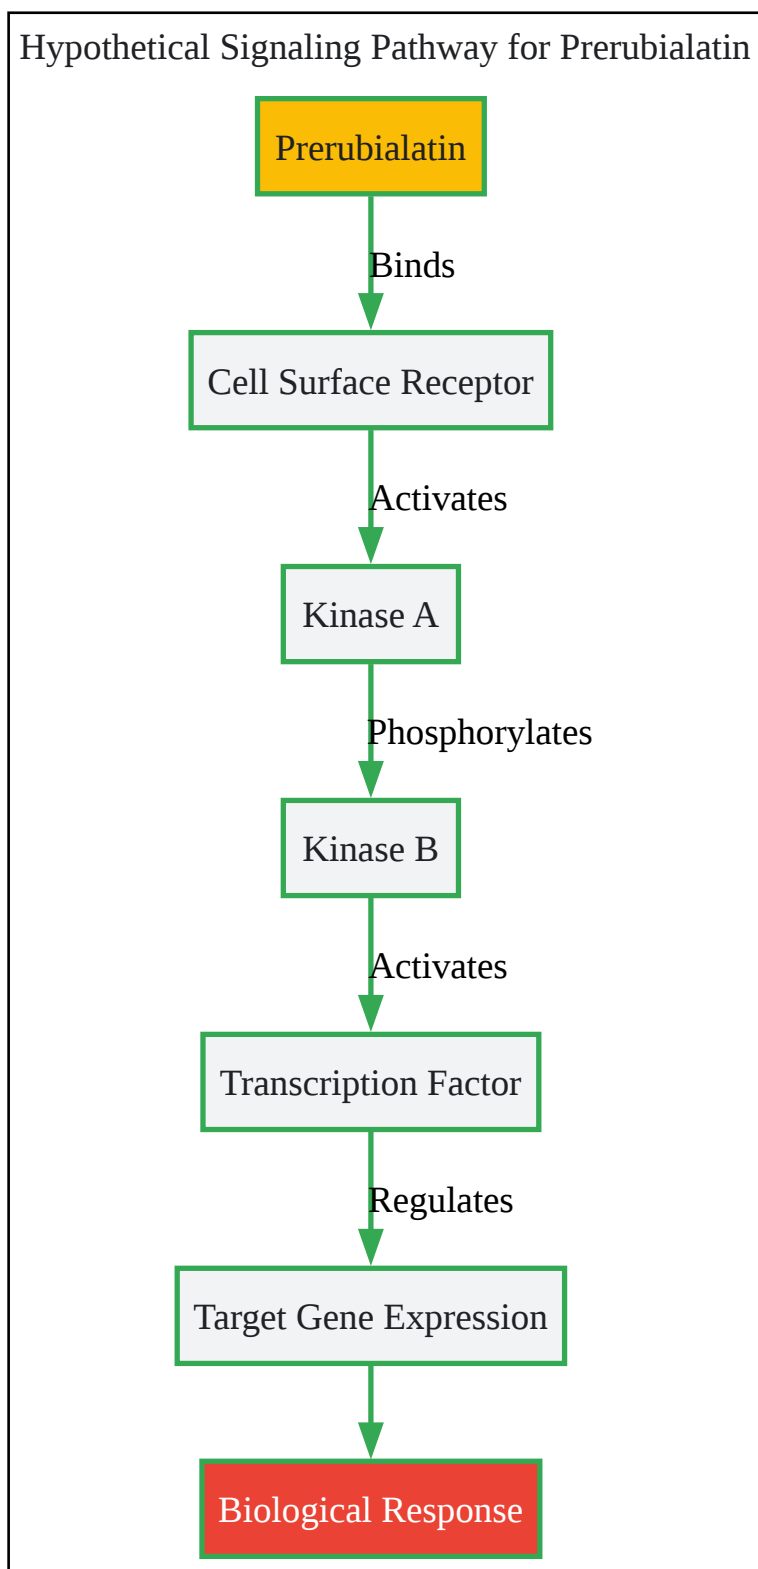 Hypothetical Signaling Pathway for Prerubialatin
Prerubialatin
Binds
Cell Surface Receptor
Activates
Kinase A
Phosphorylates
Kinase B
Activates
Transcription Factor
Regulates
Target Gene Expression
Biological Response